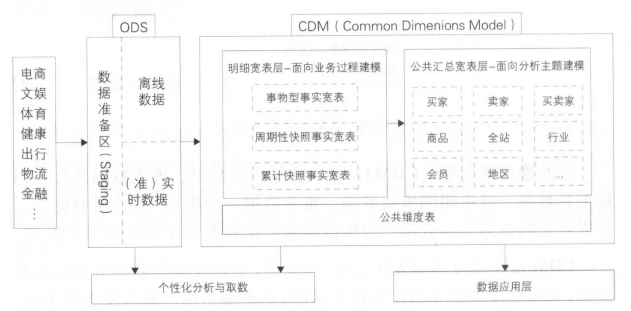 ODS
CDM（Common Dimenions Model）
电商
文娱
体育
健康
出行
物流
金融
⋮
数据准备区（Staging）
离线
数据
（准）实
时数据
明细宽表层–面向业务过程建模
事物型事实宽表
周期性快照事实宽表
累计快照事实宽表
公共汇总宽表层–面向分析主题建模
买家 卖家 买卖家
商品 全站 行业
会员 地区 ...
公共维度表
个性化分析与取数
数据应用层